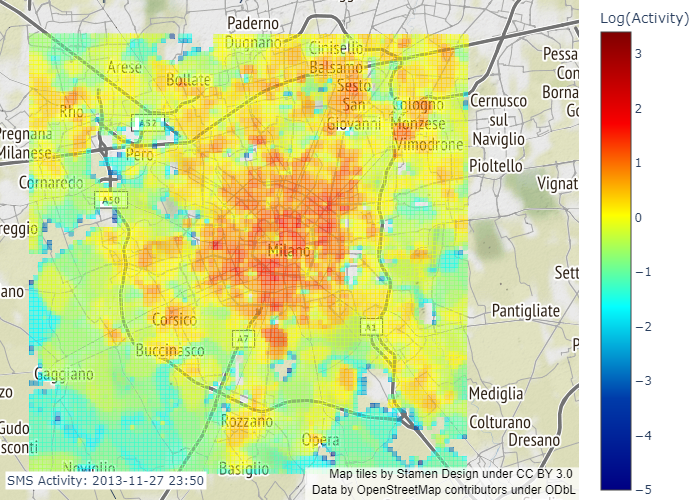 Log(Activity)
3
2
1
0
−1
−2
−3
−4
−5
Paderno
Dugnano
Cinisello
Balsamo
Arese
Bollate
Sesto
San
Giovanni
Cologno
Monzese
Vimodrone
Cernusco
sul
Naviglio
Pessa
Con
Borna
Go
Rho
A52
Pregnana
Milanese
Pero
Pioltello
Cornaredo
Vignat
A50
reggio
Milano
Sett
ano
Pantigliate
Corsico
A7
A1
P
Buccinasco
Gaggiano
zo
Mediglia
Rozzano
Colturano
Gudo
sconti
Opera
Dresano
Noviglio
Basiglio
SMS Activity: 2013-11-27 23:50
Map tiles by Stamen Design under CC BY 3.0
Data by OpenStreetMap contributors under ODbL